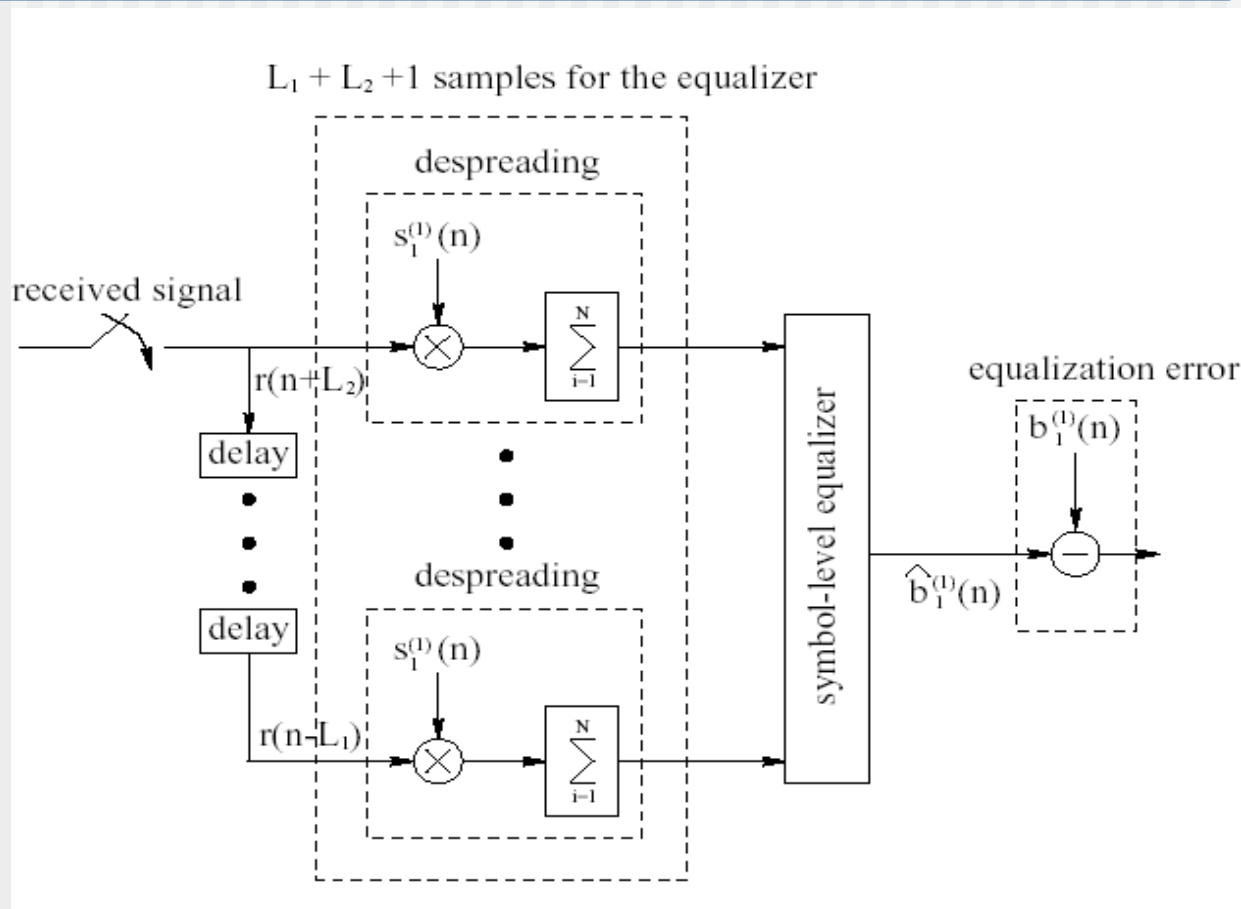 L₁ + L₂ +1 samples for the equalizer
despreading
s₁⁽¹⁾(n)
received signal
N
∑
i=1
equalization error
r(n+L₂)
b₁⁽¹⁾(n)
delay
symbol-level equalizer
despreading
b̂₁⁽¹⁾(n)
delay
s₁⁽¹⁾(n)
r(n-L₁)
N
∑
i=1